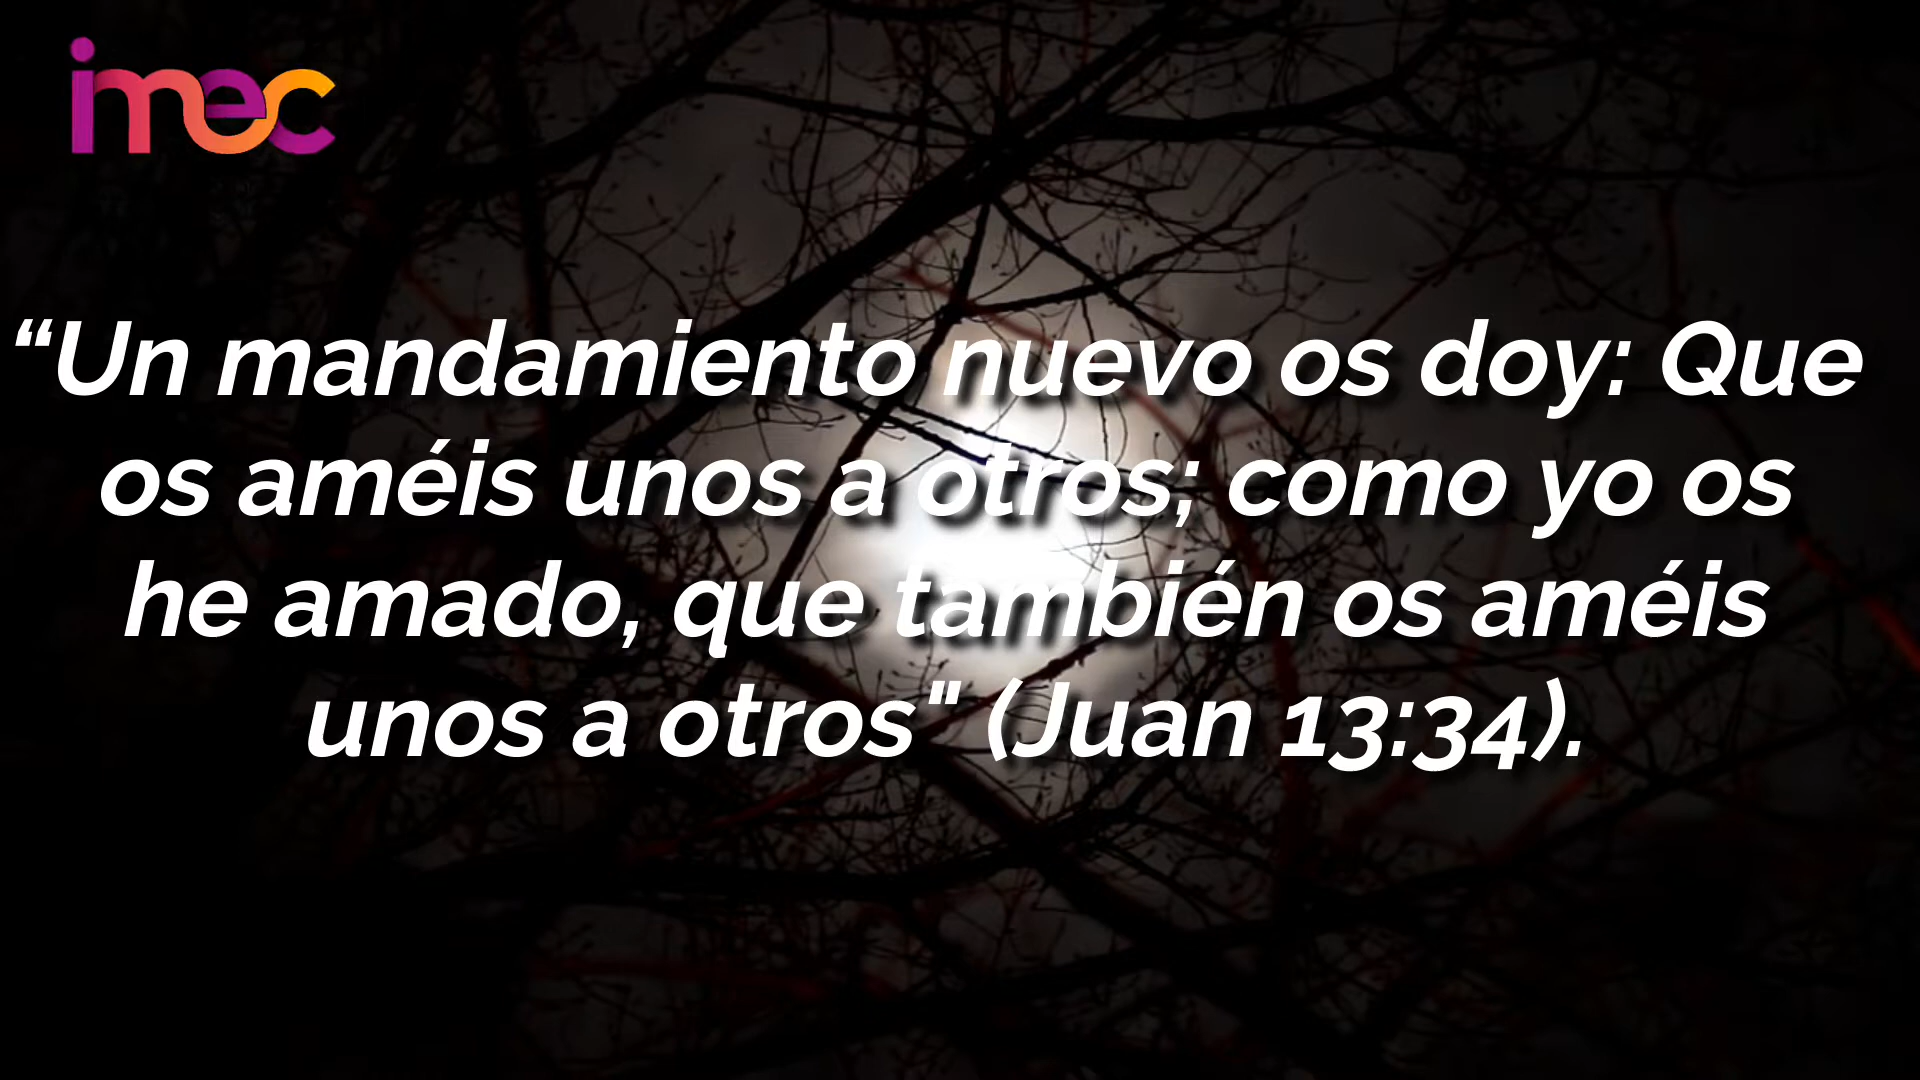 imec
“Un mandamiento nuevo os doy: Que
os améis unos a otros; como yo os
he amado, que también os améis
unos a otros" (Juan 13:34).